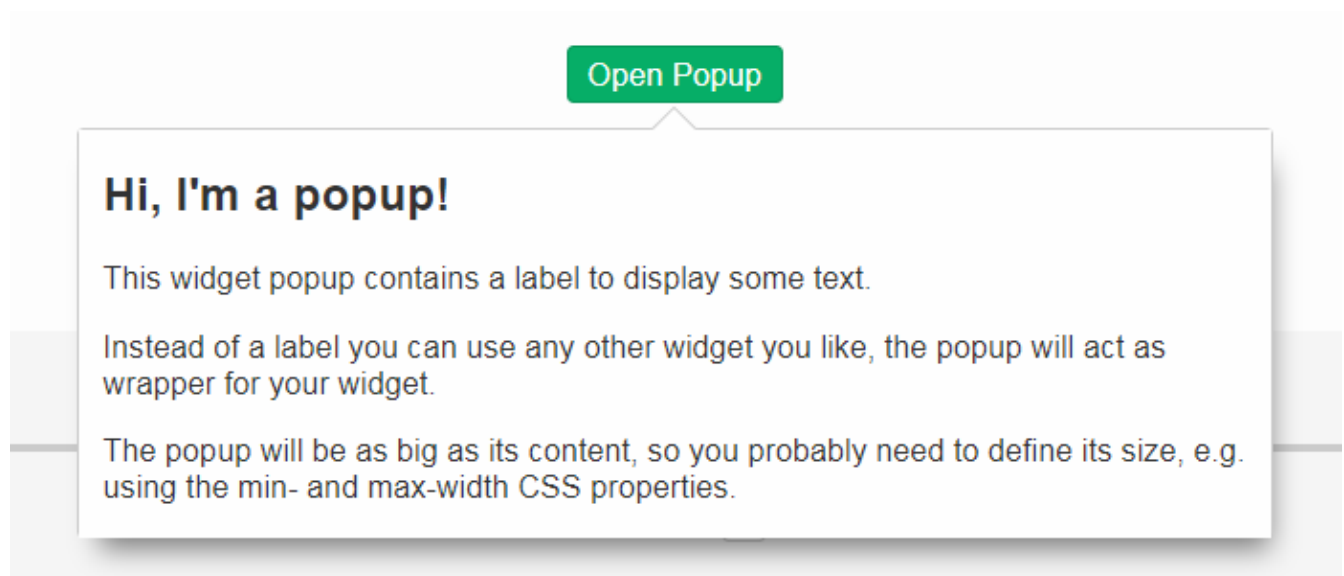 Open Popup
Hi, I'm a popup!
This widget popup contains a label to display some text.
Instead of a label you can use any other widget you like, the popup will act as
wrapper for your widget.
The popup will be as big as its content, so you probably need to define its size, e.g.
using the min- and max-width CSS properties.